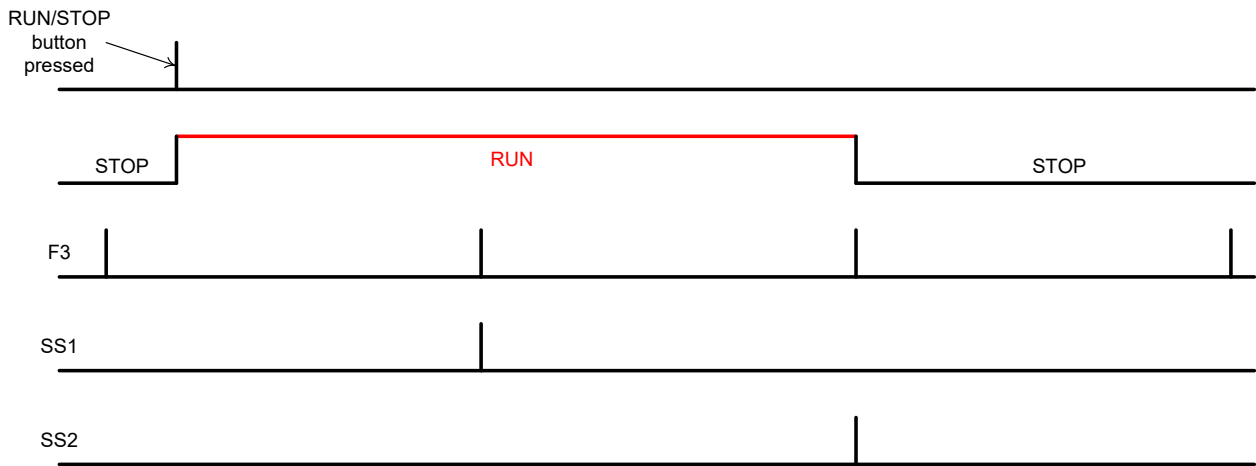 RUN/STOP
button
pressed
STOP
RUN
STOP
F3
SS1
SS2